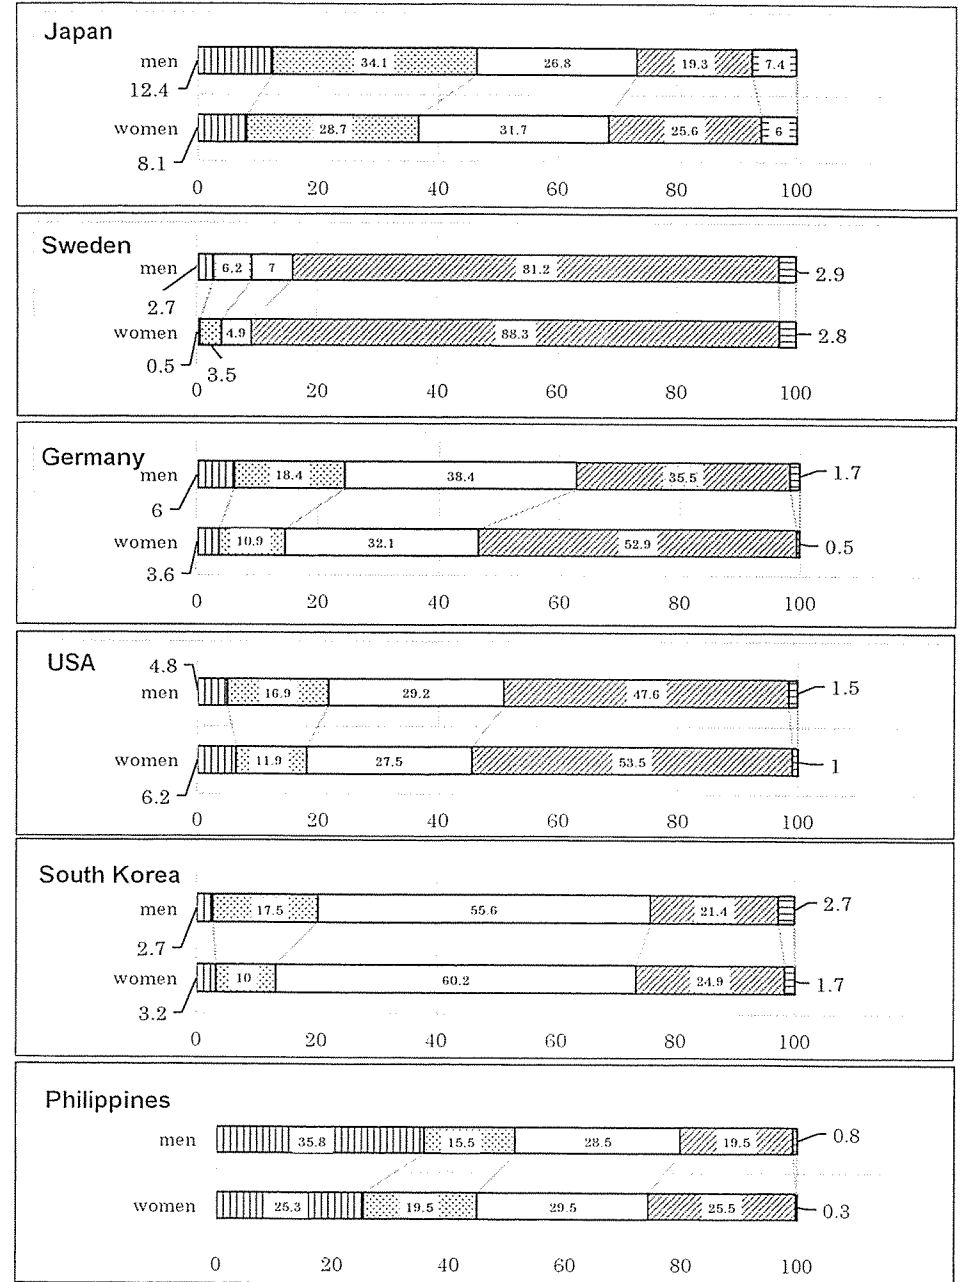 Japan
men 34.1 26.8 19.3 7.4
12.4
women 28.7 31.7 25.6 6
8.1
0 20 40 60 80 100
Sweden
men 6.2 7 81.2 2.9
2.7
women 4.9 88.3 2.8
0.5 3.5
0 20 40 60 80 100
Germany
men 18.4 38.4 35.5 1.7
6
women 10.9 32.1 52.9 0.5
3.6
0 20 40 60 80 100
USA 4.8
men 16.9 29.2 47.6 1.5
women 11.9 27.5 53.5 1
6.2
0 20 40 60 80 100
South Korea
men 17.5 55.6 21.4 2.7
2.7
women 10 60.2 24.9 1.7
3.2
0 20 40 60 80 100
Philippines
men 35.8 15.5 28.5 19.5 0.8
women 25.3 19.5 29.5 25.5 0.3
0 20 40 60 80 100